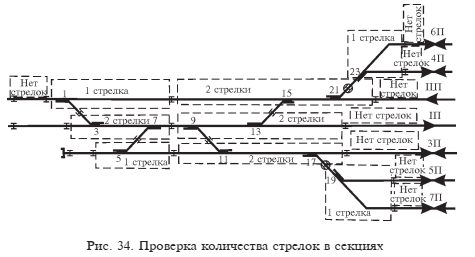 Нет стрелок
6П
1 стрелка
Нет стрелок
4П
Нет стрелок
1 стрелка
2 стрелки
23
1
15
21
Нет стрелок
IIП
2 стрелки
3
7
9
13
2 стрелки
Нет стрелок
IП
Нет стрелок
3П
5
1 стрелка
11
2 стрелки
17
Нет стрелок
5П
19
Нет стрелок
7П
1 стрелка
Рис. 34. Проверка количества стрелок в секциях